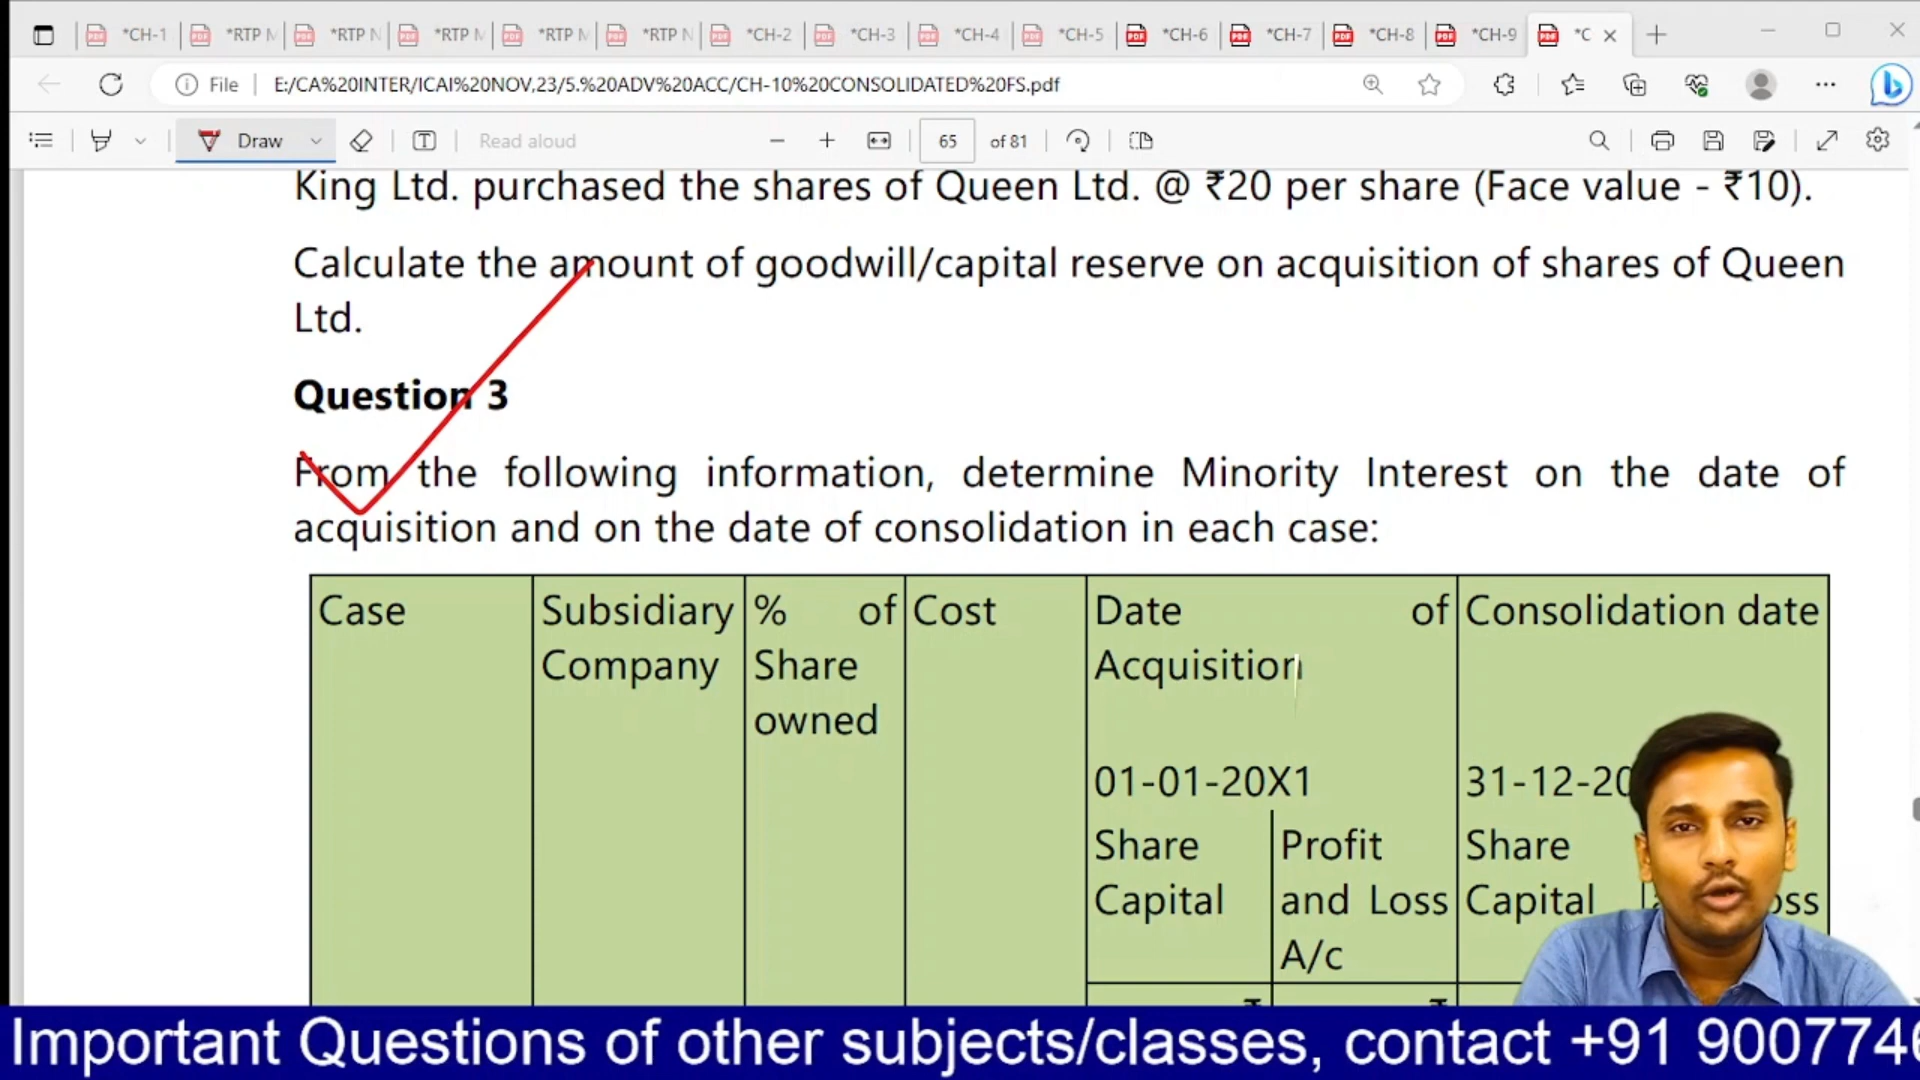 *CH-1
*RTP M
*RTP N
*RTP M
*RTP M
*RTP N
*CH-2
*CH-3
*CH-4
*CH-5
*CH-6
*CH-7
*CH-8
*CH-9
*C
File
E:/CA%20INTER/ICAI%20NOV,23/5.%20ADV%20ACC/CH-10%20CONSOLIDATED%20FS.pdf
Draw
Read aloud
65
of 81
King Ltd. purchased the shares of Queen Ltd. @ ₹20 per share (Face value - ₹10).
Calculate the amount of goodwill/capital reserve on acquisition of shares of Queen
Ltd.
Question 3
From the following information, determine Minority Interest on the date of
acquisition and on the date of consolidation in each case:
Case
Subsidiary
Company
% of
Share
owned
Cost
Date of
Acquisition
01-01-20X1
Consolidation date
31-12-20
Share
Capital
Profit
and Loss
A/c
Share
Capital
Important Questions of other subjects/classes, contact +91 9007746